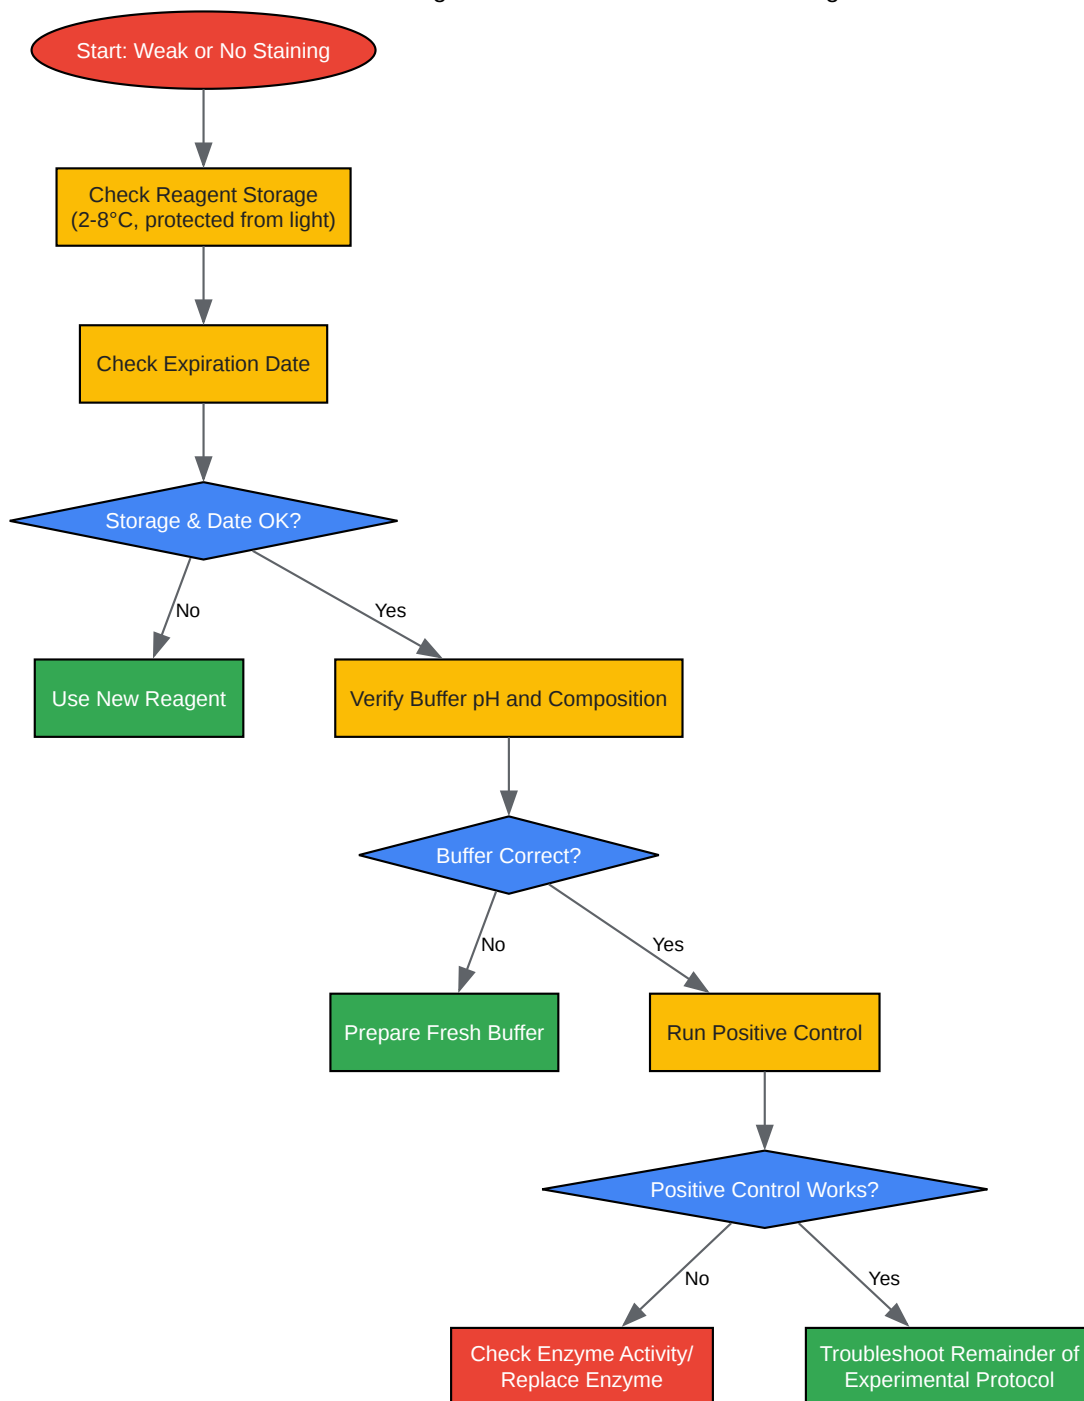 Start: Weak or No Staining
Check Reagent Storage
(2-8°C, protected from light)
Check Expiration Date
Storage & Date OK?
No
Yes
Use New Reagent
Verify Buffer pH and Composition
Buffer Correct?
No
Yes
Prepare Fresh Buffer
Run Positive Control
Positive Control Works?
No
Yes
Check Enzyme Activity/
Replace Enzyme
Troubleshoot Remainder of
Experimental Protocol